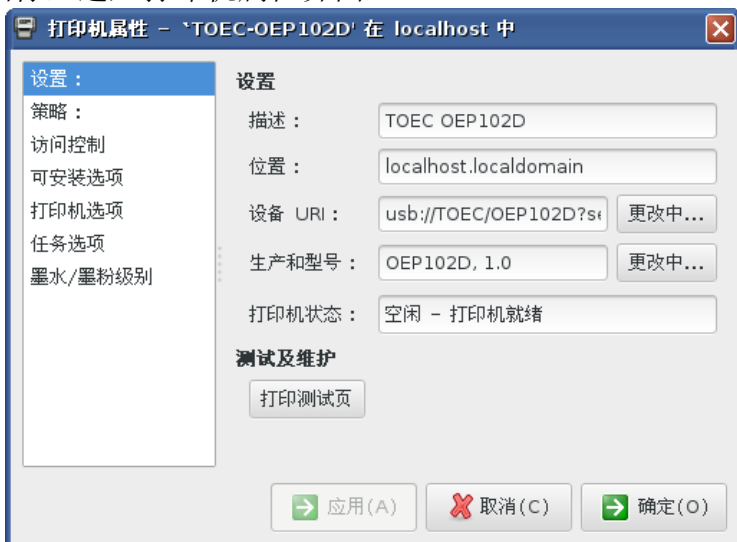 打印机属性 - `TOEC-OEP102D' 在 localhost 中
设置：
策略：
访问控制
可安装选项
打印机选项
任务选项
墨水/墨粉级别
设置
描述： TOEC OEP102D
位置： localhost.localdomain
设备 URI： usb://TOEC/OEP102D?se 更改中...
生产和型号： OEP102D, 1.0 更改中...
打印机状态： 空闲 - 打印机就绪
测试及维护
打印测试页
应用(A) 取消(C) 确定(O)